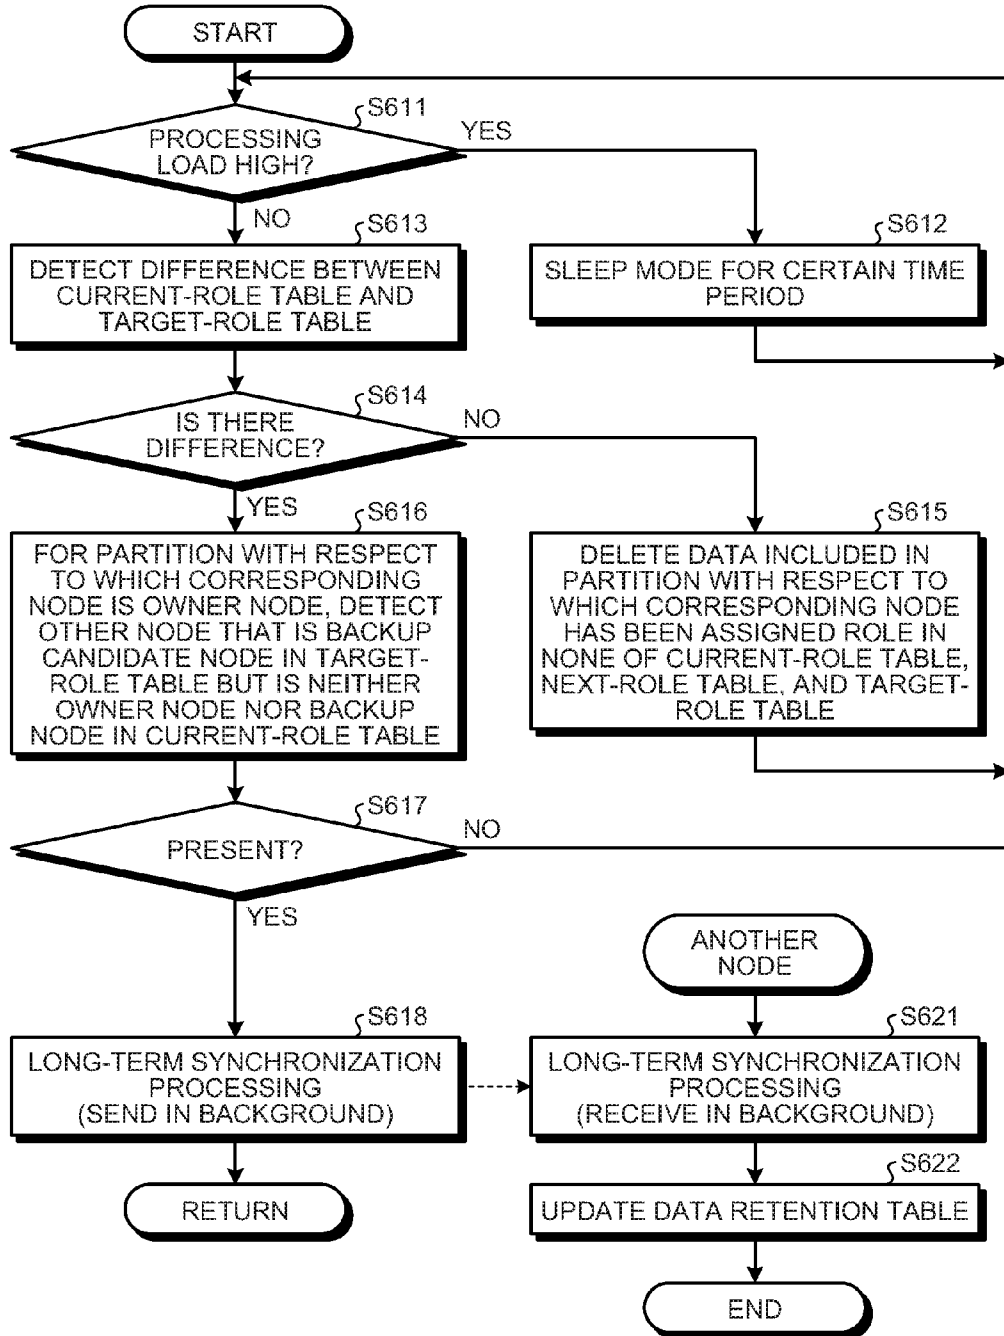 START
S611
PROCESSING
LOAD HIGH?
YES
NO
S613
DETECT DIFFERENCE BETWEEN
CURRENT-ROLE TABLE AND
TARGET-ROLE TABLE
S612
SLEEP MODE FOR CERTAIN TIME
PERIOD
S614
IS THERE
DIFFERENCE?
NO
YES
S616
FOR PARTITION WITH RESPECT
TO WHICH CORRESPONDING
NODE IS OWNER NODE, DETECT
OTHER NODE THAT IS BACKUP
CANDIDATE NODE IN TARGET-
ROLE TABLE BUT IS NEITHER
OWNER NODE NOR BACKUP
NODE IN CURRENT-ROLE TABLE
S615
DELETE DATA INCLUDED IN
PARTITION WITH RESPECT TO
WHICH CORRESPONDING NODE
HAS BEEN ASSIGNED ROLE IN
NONE OF CURRENT-ROLE TABLE,
NEXT-ROLE TABLE, AND TARGET-
ROLE TABLE
S617
PRESENT?
NO
YES
S618
LONG-TERM SYNCHRONIZATION
PROCESSING
(SEND IN BACKGROUND)
RETURN
ANOTHER
NODE
S621
LONG-TERM SYNCHRONIZATION
PROCESSING
(RECEIVE IN BACKGROUND)
S622
UPDATE DATA RETENTION TABLE
END